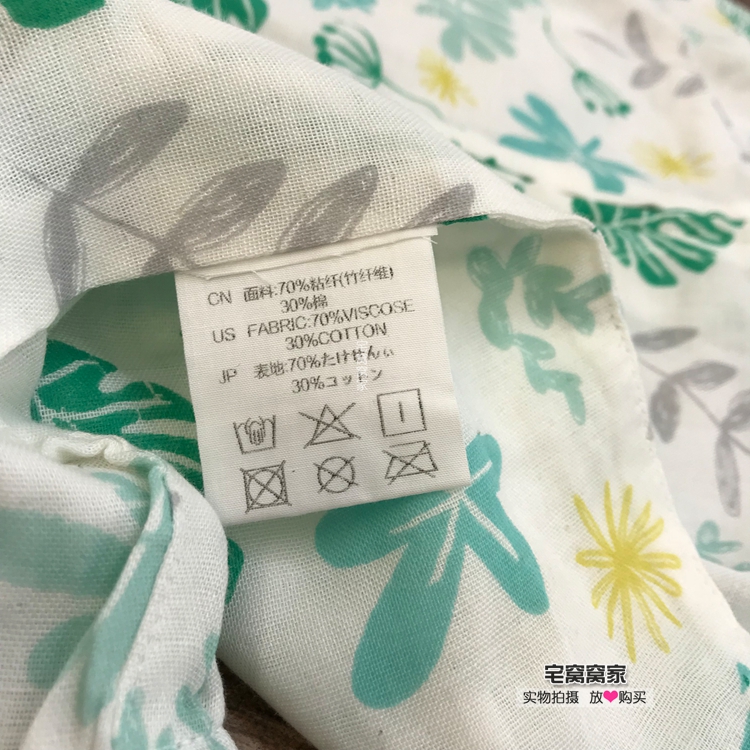 CN 面料:70%粘纤(竹纤维)
30%棉
US FABRIC:70%VISCOSE
30%COTTON
JP 表地:70%たけせんぃ
30%コットン
宅窝窝家
实物拍摄 放❤购买